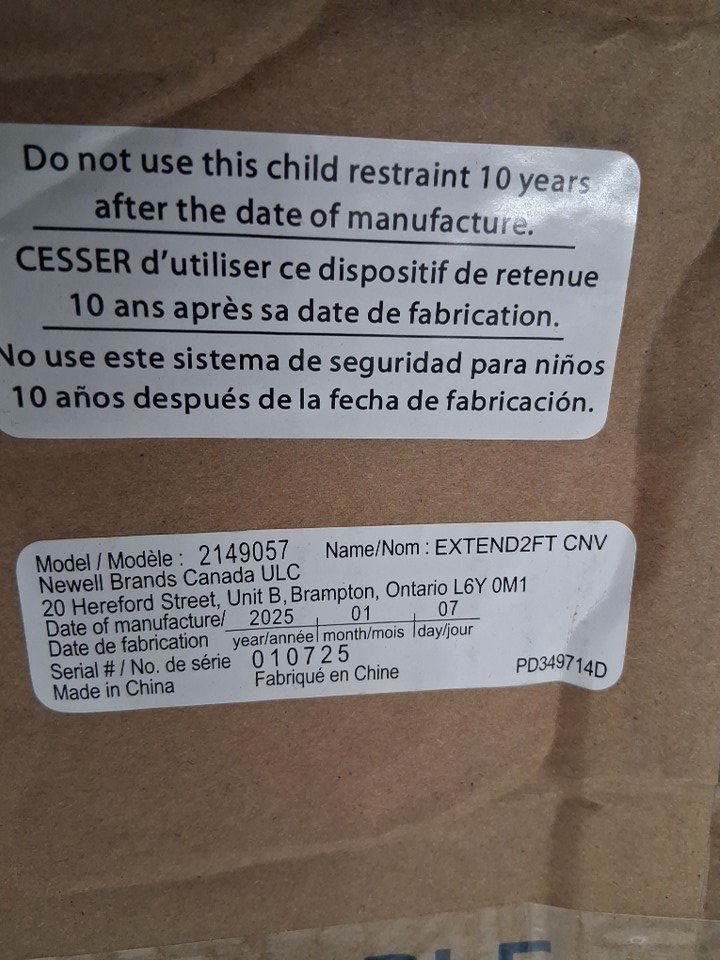 Do not use this child restraint 10 years
after the date of manufacture.
CESSER d'utiliser ce dispositif de retenue
10 ans après sa date de fabrication.
No use este sistema de seguridad para niños
10 años después de la fecha de fabricación.
Model / Modèle : 2149057 Name/Nom : EXTEND2FT CNV
Newell Brands Canada ULC
20 Hereford Street, Unit B, Brampton, Ontario L6Y 0M1
Date of manufacture/ 2025 01 07
Date de fabrication year/année month/mois day/jour
Serial # / No. de série 010725
Made in China Fabriqué en Chine PD349714D